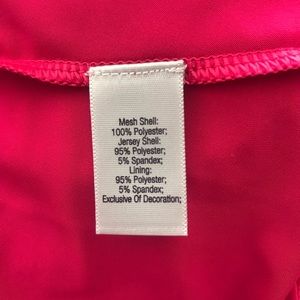 Mesh Shell:
100% Polyester;
Jersey Shell:
95% Polyester;
5% Spandex;
Lining:
95% Polyester;
5% Spandex;
Exclusive Of Decoration;